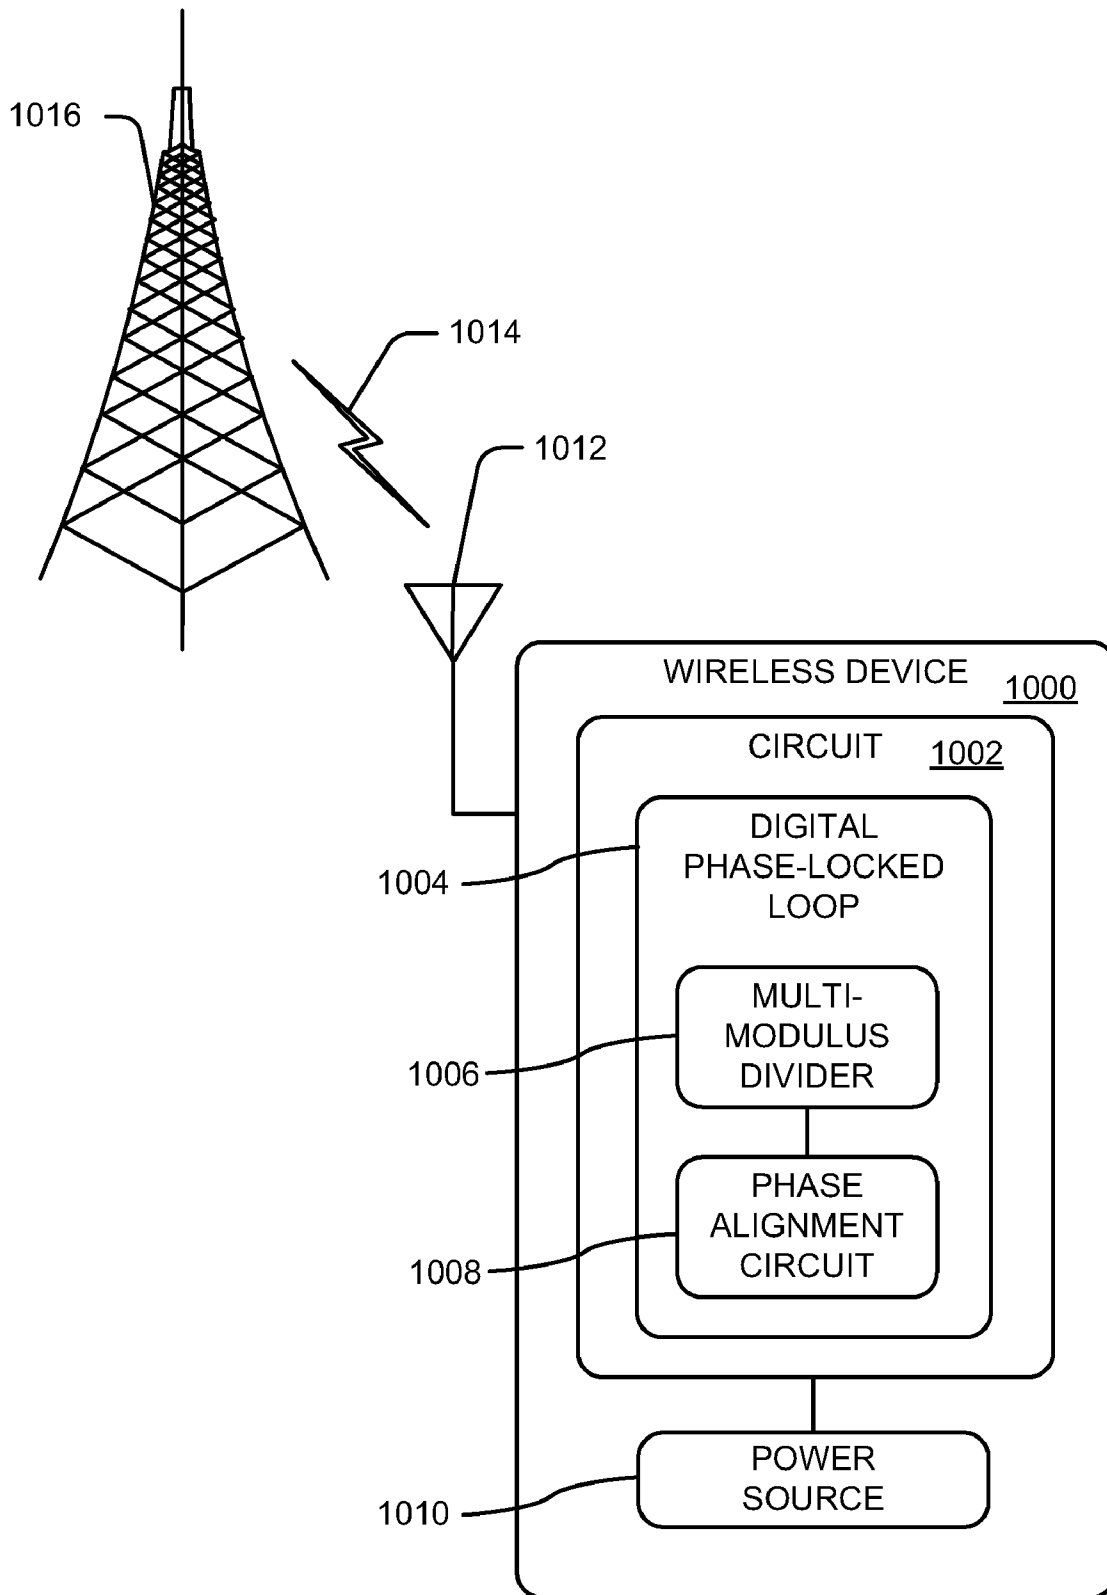 1016
1014
1012
WIRELESS DEVICE
1000
CIRCUIT
1002
DIGITAL
PHASE-LOCKED
LOOP
1004
MULTI-
MODULUS
DIVIDER
1006
PHASE
ALIGNMENT
CIRCUIT
1008
POWER
SOURCE
1010